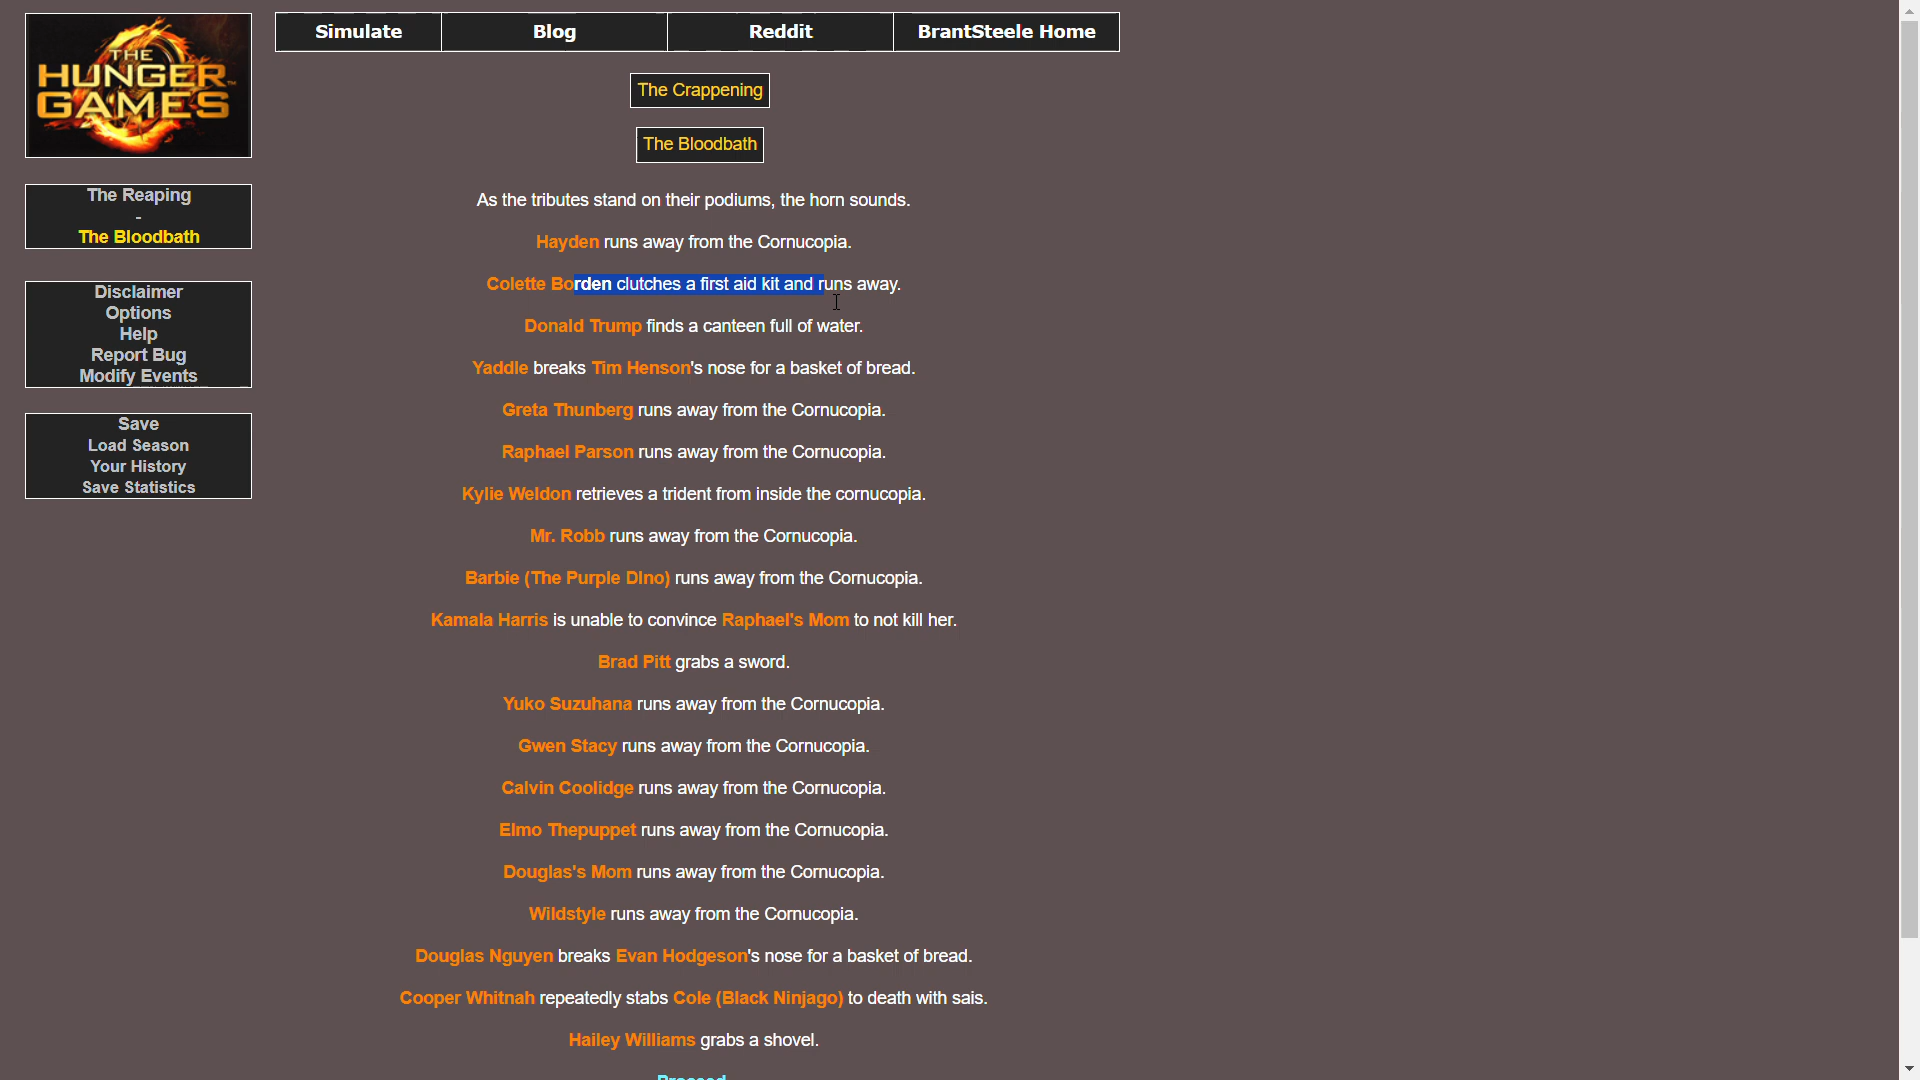 THE
HUNGER
GAMES
Simulate
Blog
Reddit
BrantSteele Home
The Reaping
-
The Bloodbath
Disclaimer
Options
Help
Report Bug
Modify Events
Save
Load Season
Your History
Save Statistics
The Crappening
The Bloodbath
As the tributes stand on their podiums, the horn sounds.
Hayden runs away from the Cornucopia.
Colette Borden clutches a first aid kit and runs away.
Donald Trump finds a canteen full of water.
Yaddle breaks Tim Henson's nose for a basket of bread.
Greta Thunberg runs away from the Cornucopia.
Raphael Parson runs away from the Cornucopia.
Kylie Weldon retrieves a trident from inside the cornucopia.
Mr. Robb runs away from the Cornucopia.
Barbie (The Purple DIno) runs away from the Cornucopia.
Kamala Harris is unable to convince Raphael's Mom to not kill her.
Brad Pitt grabs a sword.
Yuko Suzuhana runs away from the Cornucopia.
Gwen Stacy runs away from the Cornucopia.
Calvin Coolidge runs away from the Cornucopia.
Elmo Thepuppet runs away from the Cornucopia.
Douglas's Mom runs away from the Cornucopia.
Wildstyle runs away from the Cornucopia.
Douglas Nguyen breaks Evan Hodgeson's nose for a basket of bread.
Cooper Whitnah repeatedly stabs Cole (Black Ninjago) to death with sais.
Hailey Williams grabs a shovel.
Proceed